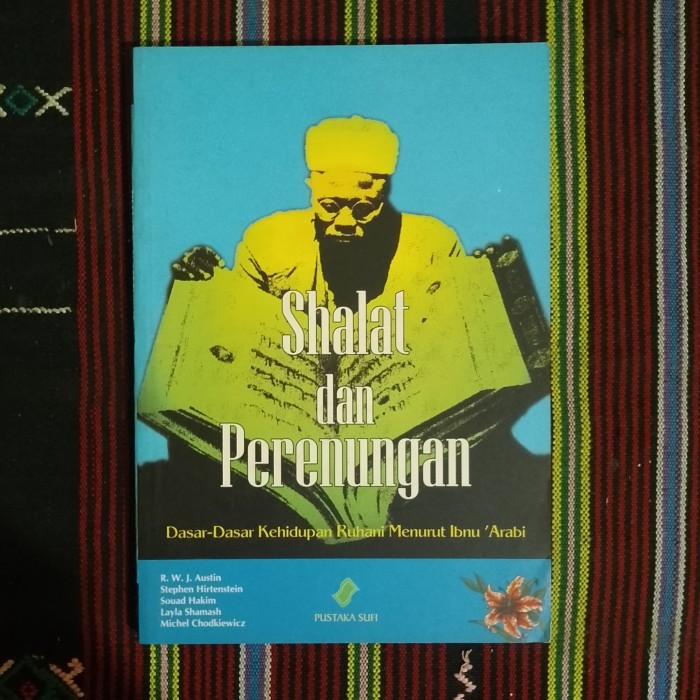 Shalat
dan
Perenungan
Dasar-Dasar Kehidupan Ruhani Menurut Ibnu 'Arabi
R. W. J. Austin
Stephen Hirtenstein
Souad Hakim
Layla Shamash
Michel Chodkiewicz
PUSTAKA SUFI